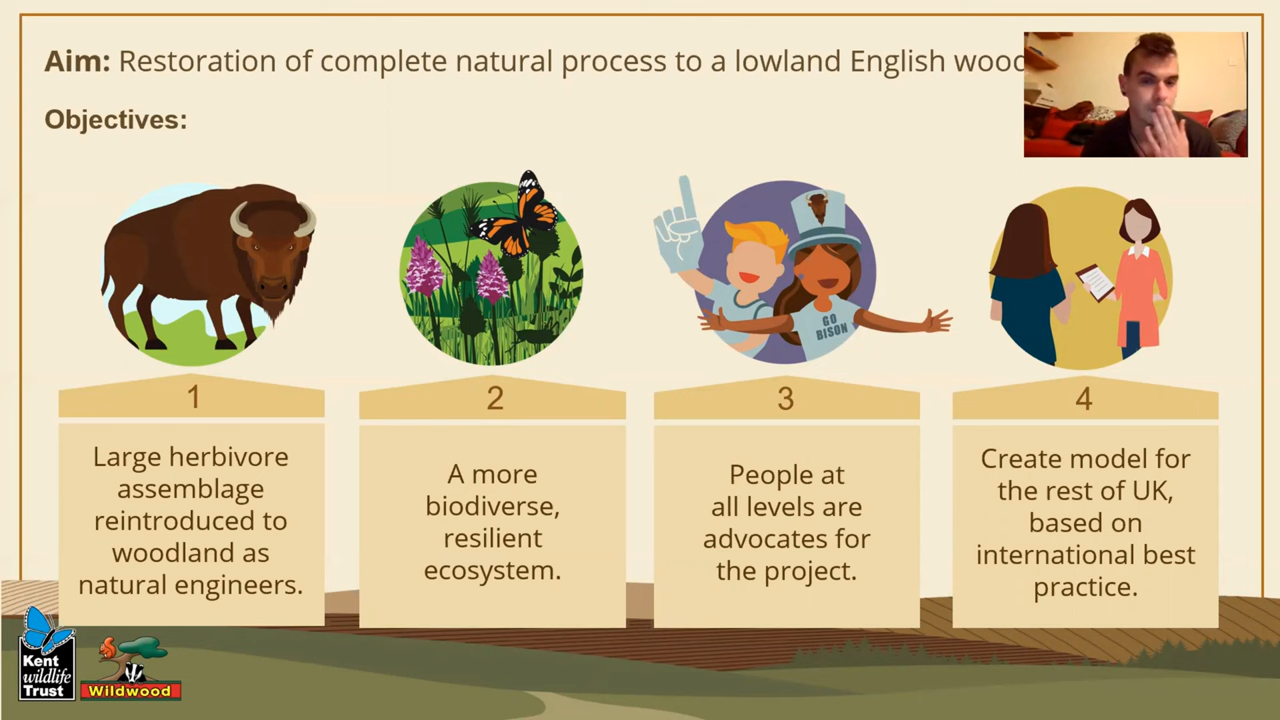 Aim: Restoration of complete natural process to a lowland English
Objectives:
GO
BISON
1
Large herbivore
assemblage
reintroduced to
woodland as
natural engineers.
2
A more
biodiverse,
resilient
ecosystem.
3
People at
all levels are
advocates for
the project.
4
Create model for
the rest of UK,
based on
international best
practice.
Kent
wildlife
Trust
Wildwood